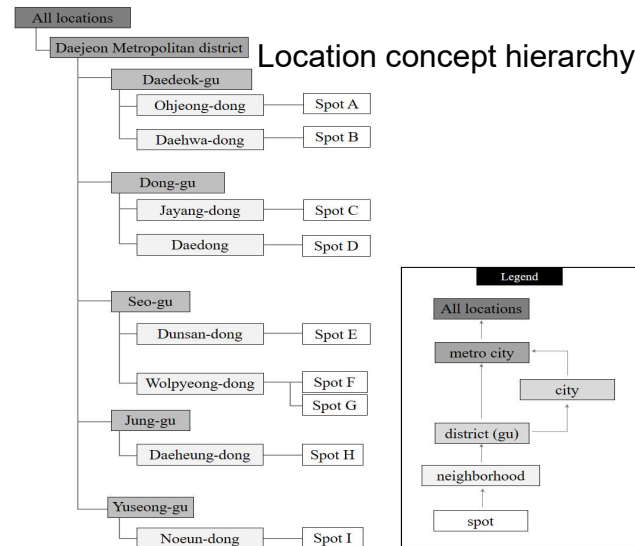 All locations
Daejeon Metropolitan district
Location concept hierarchy
Daedeok-gu
Ohjeong-dong
Spot A
Daehwa-dong
Spot B
Dong-gu
Jayang-dong
Spot C
Daedong
Spot D
Seo-gu
Dunsan-dong
Spot E
Wolpyeong-dong
Spot F
Spot G
Jung-gu
Daeheung-dong
Spot H
Yuseong-gu
Noeun-dong
Spot I
Legend
All locations
metro city
city
district (gu)
neighborhood
spot